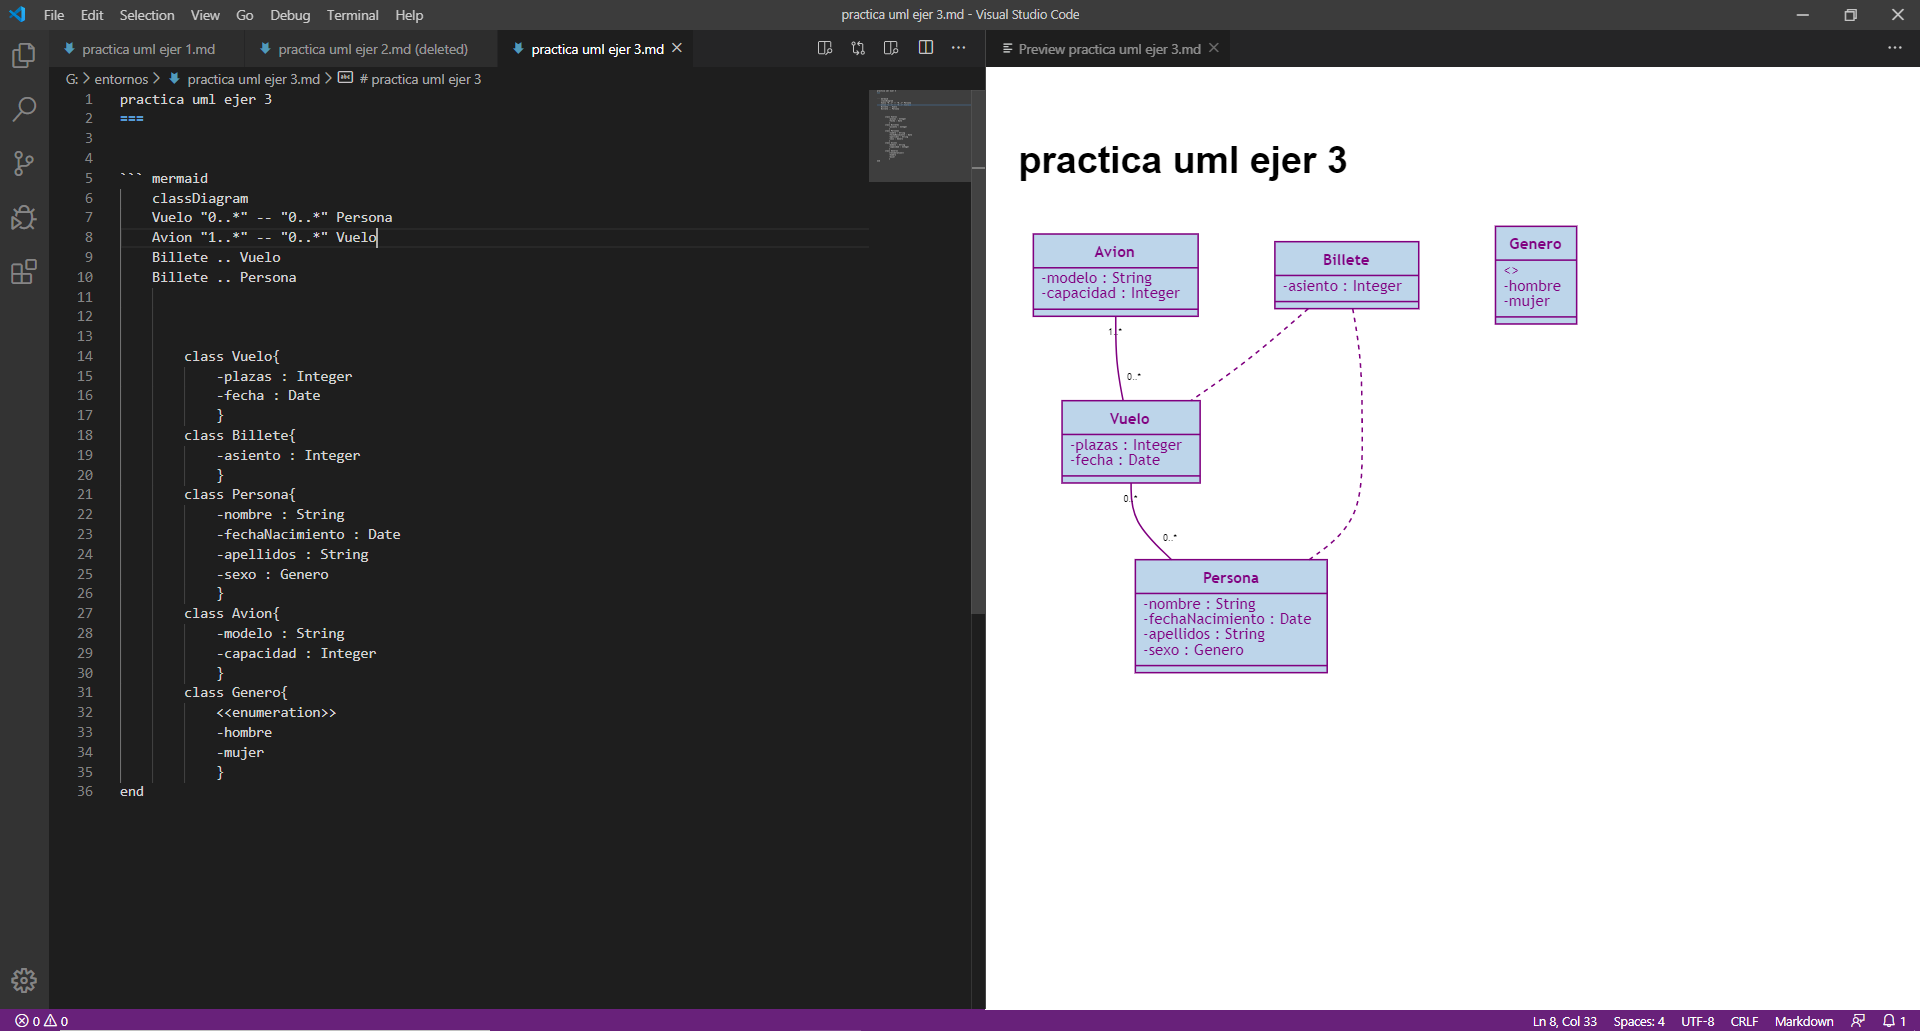 File Edit Selection View Go Debug Terminal Help
practica uml ejer 3.md - Visual Studio Code
practica uml ejer 1.md
practica uml ejer 2.md (deleted)
practica uml ejer 3.md
Preview practica uml ejer 3.md
G: > entornos > practica uml ejer 3.md > # practica uml ejer 3
1 practica uml ejer 3
2 ===
3
4
5 ``` mermaid
6 classDiagram
7 Vuelo "0..*" -- "0..*" Persona
8 Avion "1..*" -- "0..*" Vuelo
9 Billete .. Vuelo
10 Billete .. Persona
11
12
13
14 class Vuelo{
15 -plazas : Integer
16 -fecha : Date
17 }
18 class Billete{
19 -asiento : Integer
20 }
21 class Persona{
22 -nombre : String
23 -fechaNacimiento : Date
24 -apellidos : String
25 -sexo : Genero
26 }
27 class Avion{
28 -modelo : String
29 -capacidad : Integer
30 }
31 class Genero{
32 <<enumeration>>
33 -hombre
34 -mujer
35 }
36 end
practica uml ejer 3
Avion
-modelo : String
-capacidad : Integer
Billete
-asiento : Integer
Genero
<>
-hombre
-mujer
1..*
0..*
Vuelo
-plazas : Integer
-fecha : Date
0..*
0..*
Persona
-nombre : String
-fechaNacimiento : Date
-apellidos : String
-sexo : Genero
0 0
Ln 8, Col 33 Spaces: 4 UTF-8 CRLF Markdown 1